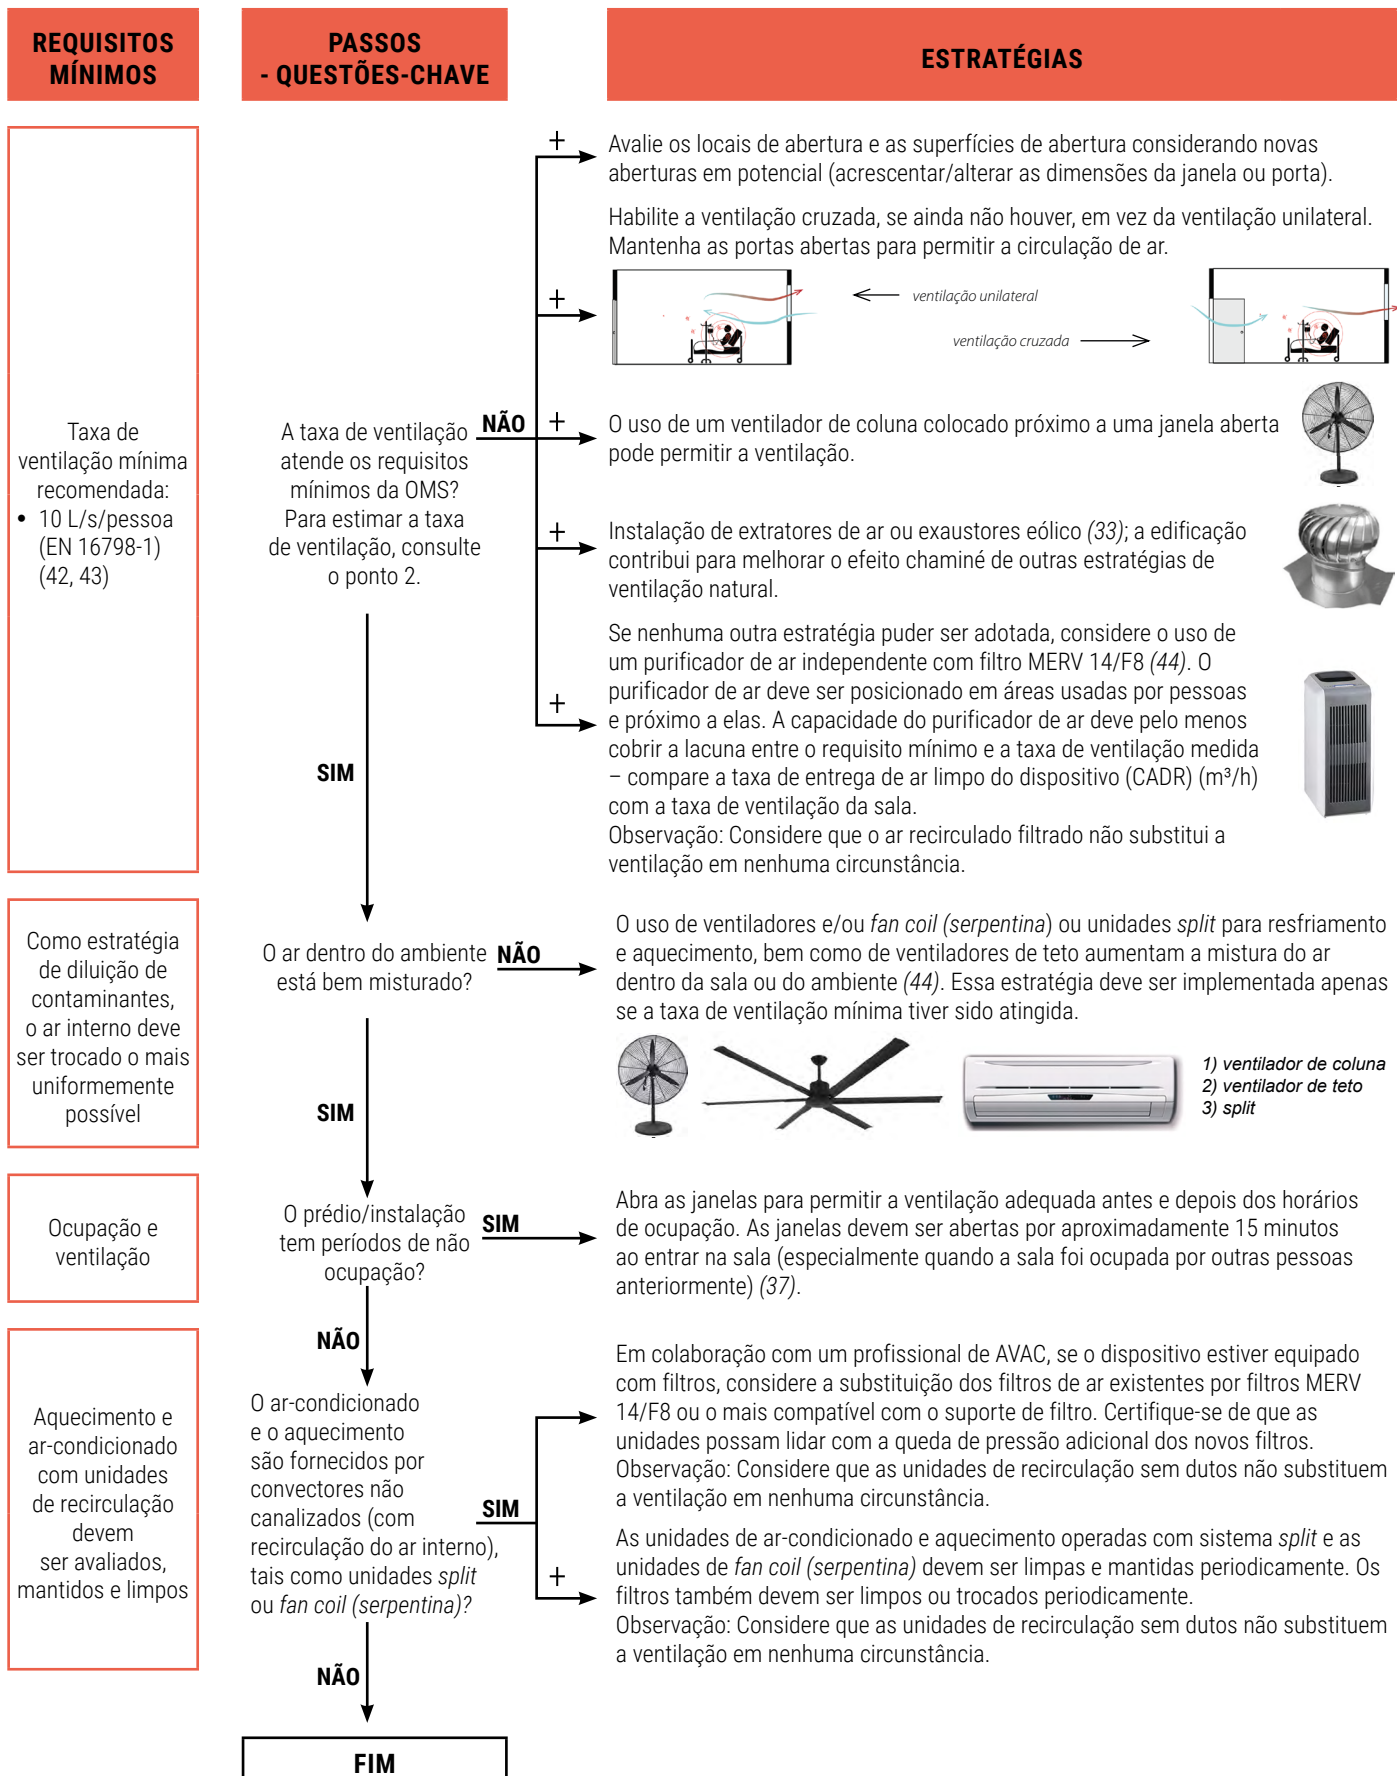 REQUISITOS
MÍNIMOS
PASSOS
- QUESTÕES-CHAVE
ESTRATÉGIAS
Taxa de
ventilação mínima
recomendada:
• 10 L/s/pessoa
(EN 16798-1)
(42, 43)
A taxa de ventilação
atende os requisitos
mínimos da OMS?
Para estimar a taxa
de ventilação, consulte
o ponto 2.
NÃO
+
Avalie os locais de abertura e as superfícies de abertura considerando novas
aberturas em potencial (acrescentar/alterar as dimensões da janela ou porta).
Habilite a ventilação cruzada, se ainda não houver, em vez da ventilação unilateral.
Mantenha as portas abertas para permitir a circulação de ar.
+
ventilação unilateral
ventilação cruzada
+
O uso de um ventilador de coluna colocado próximo a uma janela aberta
pode permitir a ventilação.
+
Instalação de extratores de ar ou exaustores eólico (33); a edificação
contribui para melhorar o efeito chaminé de outras estratégias de
ventilação natural.
+
Se nenhuma outra estratégia puder ser adotada, considere o uso de
um purificador de ar independente com filtro MERV 14/F8 (44). O
purificador de ar deve ser posicionado em áreas usadas por pessoas
e próximo a elas. A capacidade do purificador de ar deve pelo menos
cobrir a lacuna entre o requisito mínimo e a taxa de ventilação medida
– compare a taxa de entrega de ar limpo do dispositivo (CADR) (m³/h)
com a taxa de ventilação da sala.
Observação: Considere que o ar recirculado filtrado não substitui a
ventilação em nenhuma circunstância.
SIM
Como estratégia
de diluição de
contaminantes,
o ar interno deve
ser trocado o mais
uniformemente
possível
O ar dentro do ambiente
está bem misturado?
NÃO
O uso de ventiladores e/ou fan coil (serpentina) ou unidades split para resfriamento
e aquecimento, bem como de ventiladores de teto aumentam a mistura do ar
dentro da sala ou do ambiente (44). Essa estratégia deve ser implementada apenas
se a taxa de ventilação mínima tiver sido atingida.
1) ventilador de coluna
2) ventilador de teto
3) split
SIM
Ocupação e
ventilação
O prédio/instalação
tem períodos de não
ocupação?
SIM
Abra as janelas para permitir a ventilação adequada antes e depois dos horários
de ocupação. As janelas devem ser abertas por aproximadamente 15 minutos
ao entrar na sala (especialmente quando a sala foi ocupada por outras pessoas
anteriormente) (37).
NÃO
Aquecimento e
ar-condicionado
com unidades
de recirculação
devem
ser avaliados,
mantidos e limpos
O ar-condicionado
e o aquecimento
são fornecidos por
convectores não
canalizados (com
recirculação do ar interno),
tais como unidades split
ou fan coil (serpentina)?
SIM
Em colaboração com um profissional de AVAC, se o dispositivo estiver equipado
com filtros, considere a substituição dos filtros de ar existentes por filtros MERV
14/F8 ou o mais compatível com o suporte de filtro. Certifique-se de que as
unidades possam lidar com a queda de pressão adicional dos novos filtros.
Observação: Considere que as unidades de recirculação sem dutos não substituem
a ventilação em nenhuma circunstância.
+
As unidades de ar-condicionado e aquecimento operadas com sistema split e as
unidades de fan coil (serpentina) devem ser limpas e mantidas periodicamente. Os
filtros também devem ser limpos ou trocados periodicamente.
Observação: Considere que as unidades de recirculação sem dutos não substituem
a ventilação em nenhuma circunstância.
NÃO
FIM